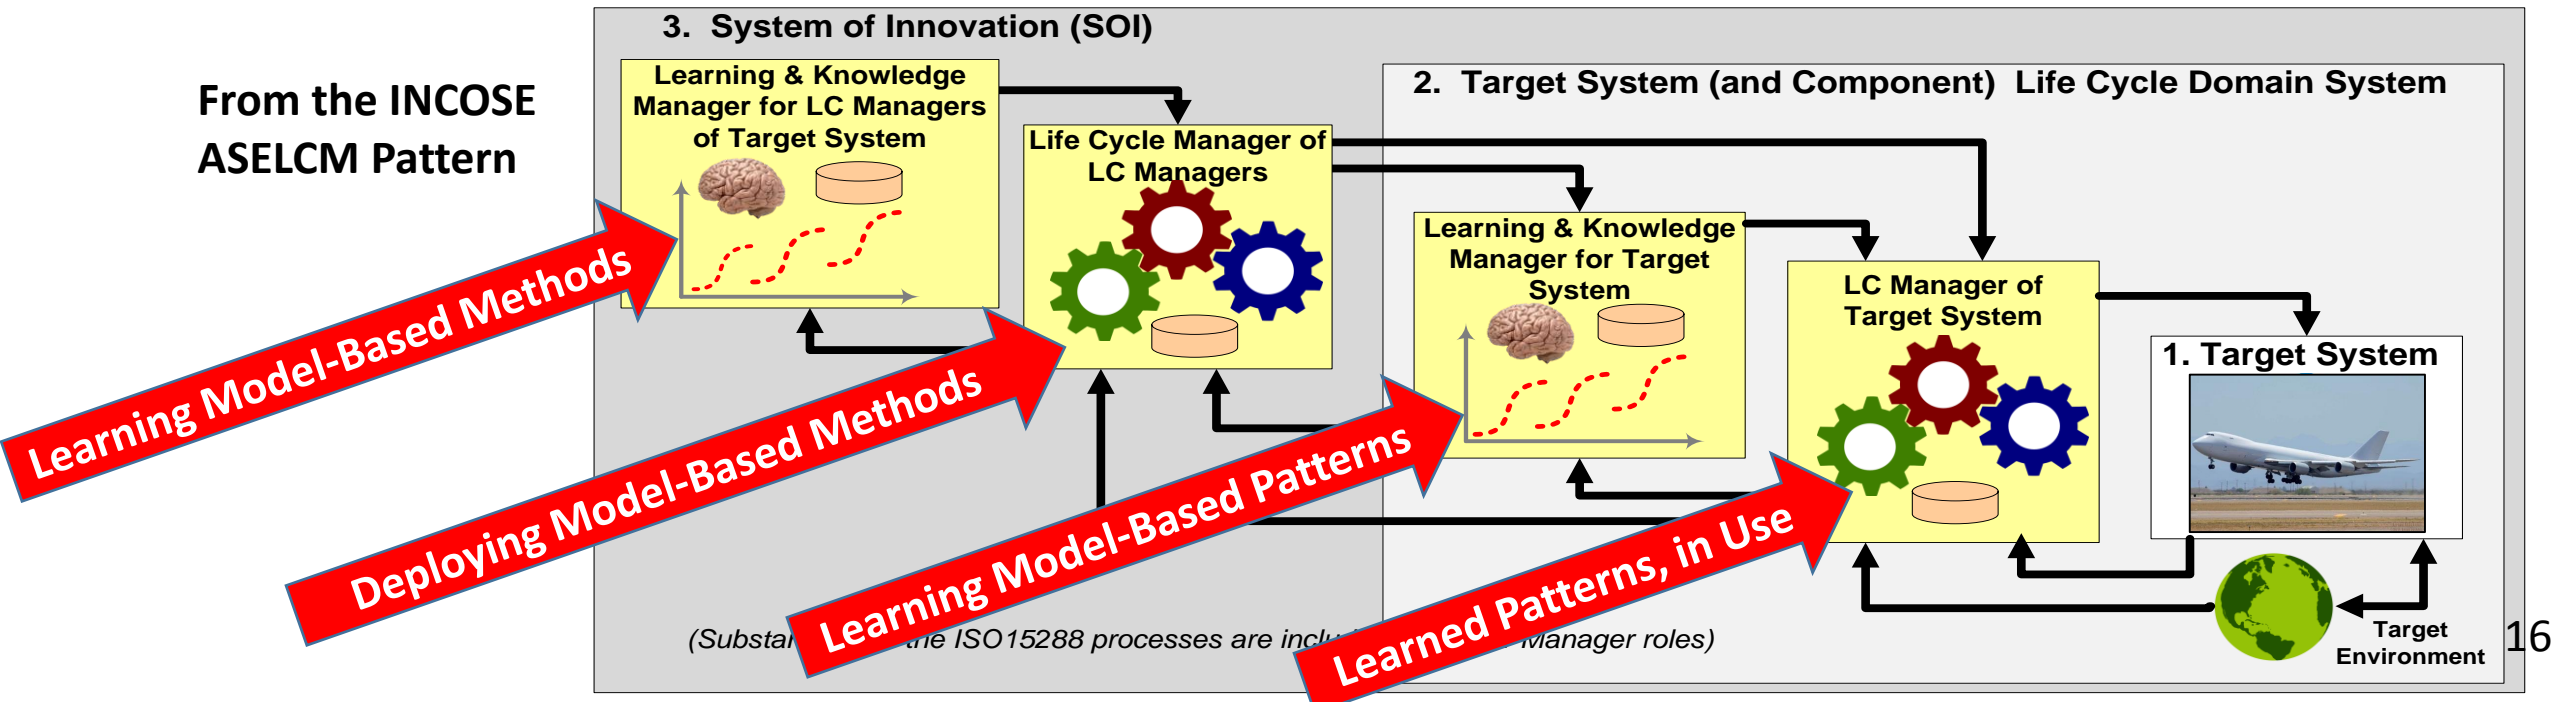 3. System of Innovation (SOI)
From the INCOSE
ASELCM Pattern
Learning & Knowledge
Manager for LC Managers
of Target System
Life Cycle Manager of
LC Managers
2. Target System (and Component) Life Cycle Domain System
Learning & Knowledge
Manager for Target
System
LC Manager of
Target System
1. Target System
Learning Model-Based Methods
Deploying Model-Based Methods
Learning Model-Based Patterns
Learned Patterns, in Use
the ISO15288 processes are Manager roles)
Target
Environment
16